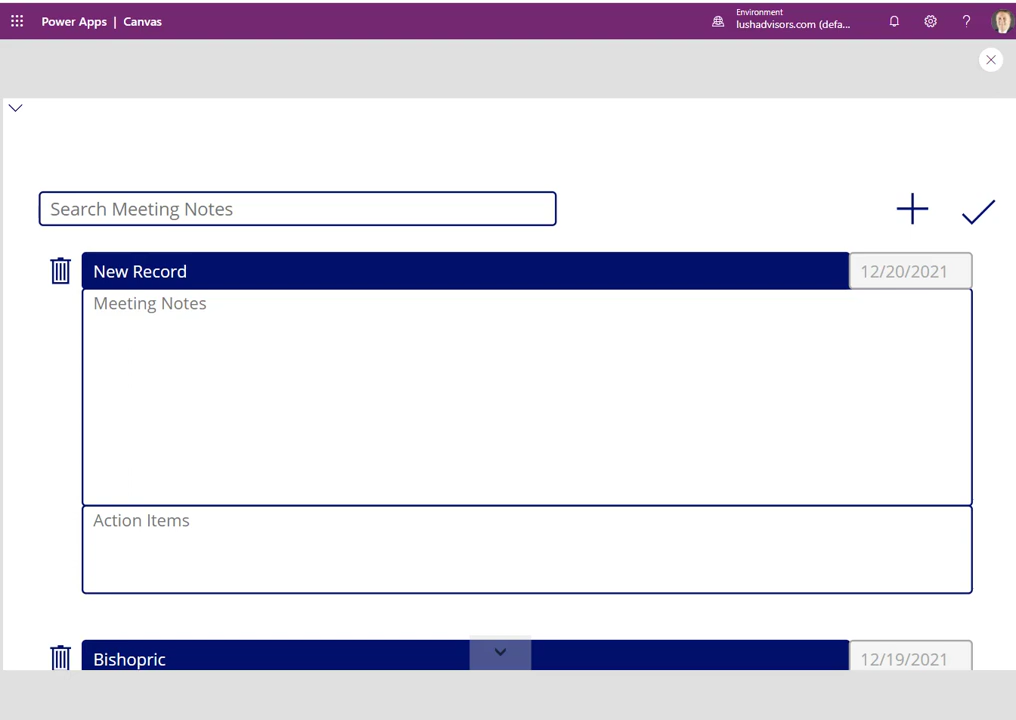 Power Apps | Canvas
Environment
lushadvisors.com (defa...
?
Search Meeting Notes
New Record
12/20/2021
Meeting Notes
Action Items
Bishopric
12/19/2021